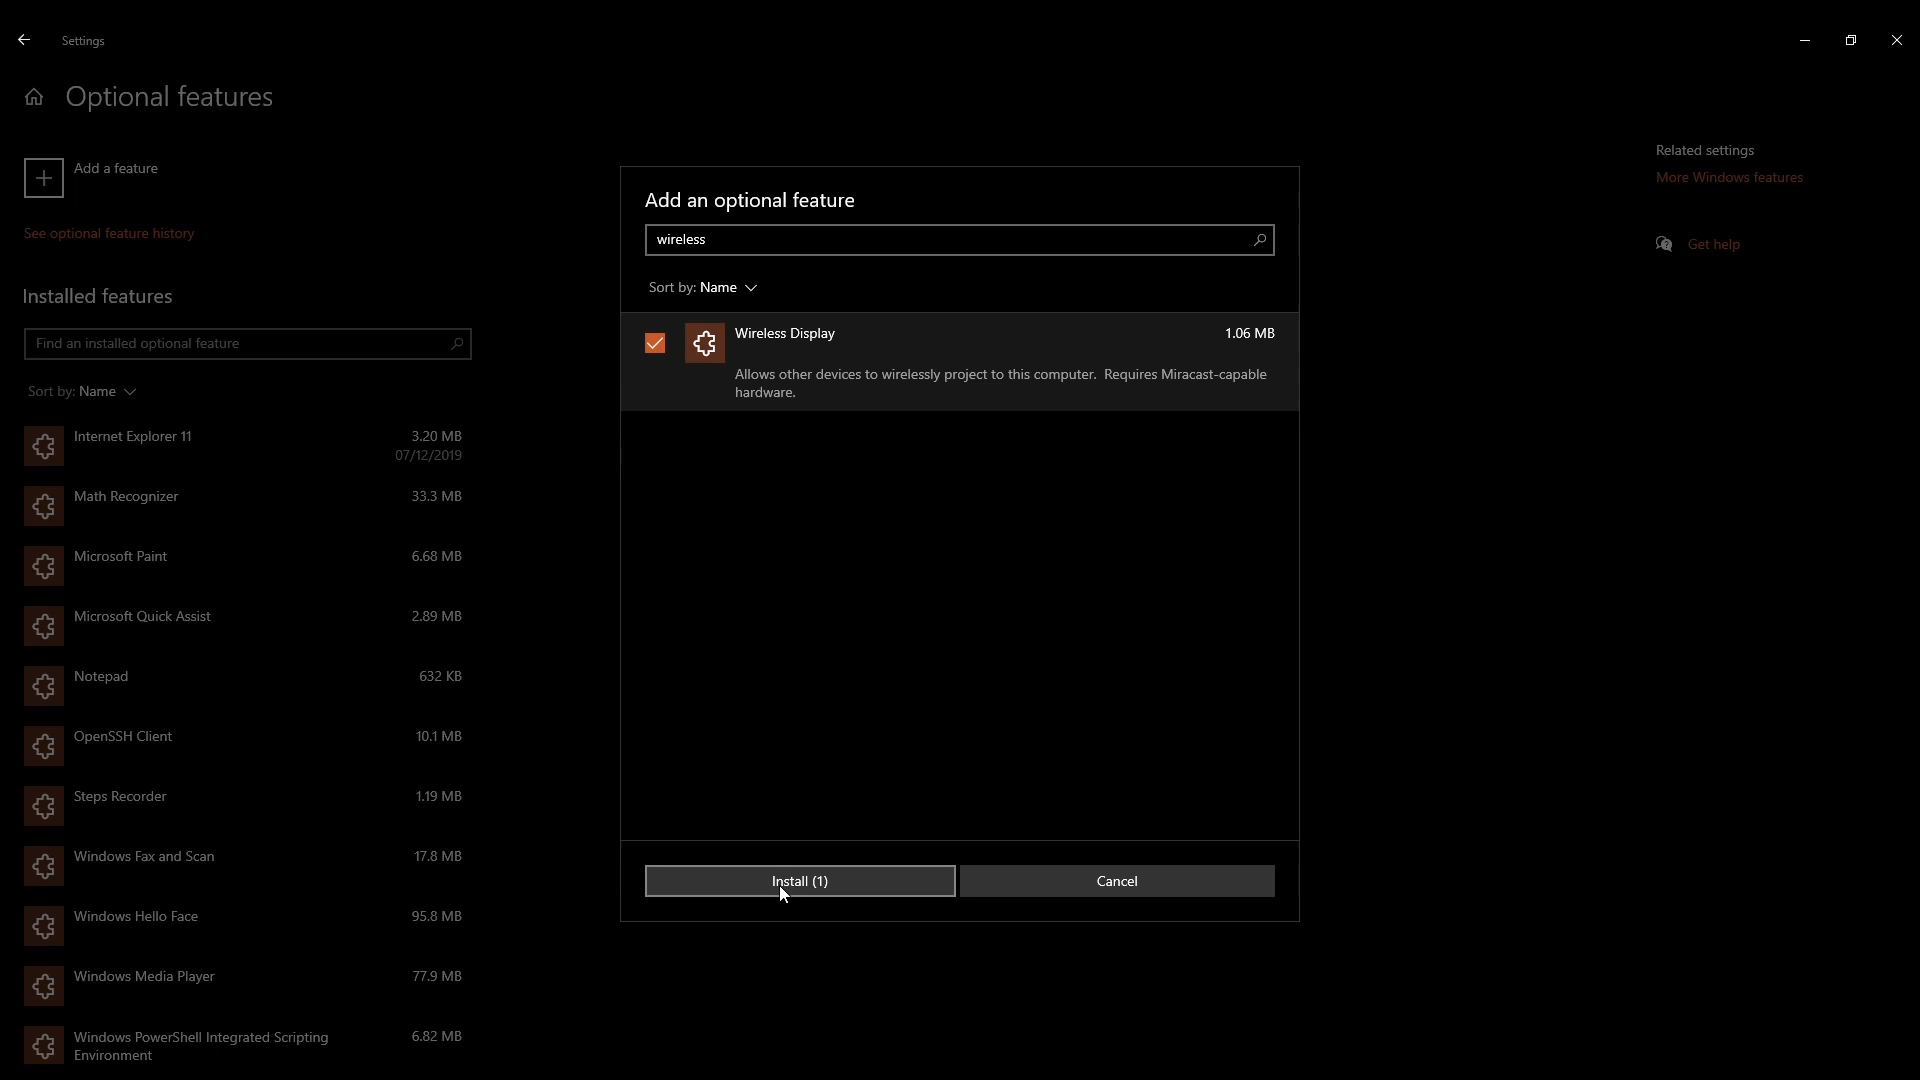 Settings
Optional features
Add a feature
See optional feature history
Installed features
Find an installed optional feature
Sort by: Name
Internet Explorer 11 3.20 MB
07/12/2019
Math Recognizer 33.3 MB
Microsoft Paint 6.68 MB
Microsoft Quick Assist 2.89 MB
Notepad 632 KB
OpenSSH Client 10.1 MB
Steps Recorder 1.19 MB
Windows Fax and Scan 17.8 MB
Windows Hello Face 95.8 MB
Windows Media Player 77.9 MB
Windows PowerShell Integrated Scripting 6.82 MB
Environment
Add an optional feature
wireless
Sort by: Name
Wireless Display 1.06 MB
Allows other devices to wirelessly project to this computer. Requires Miracast-capable
hardware.
Install (1)
Cancel
Related settings
More Windows features
Get help